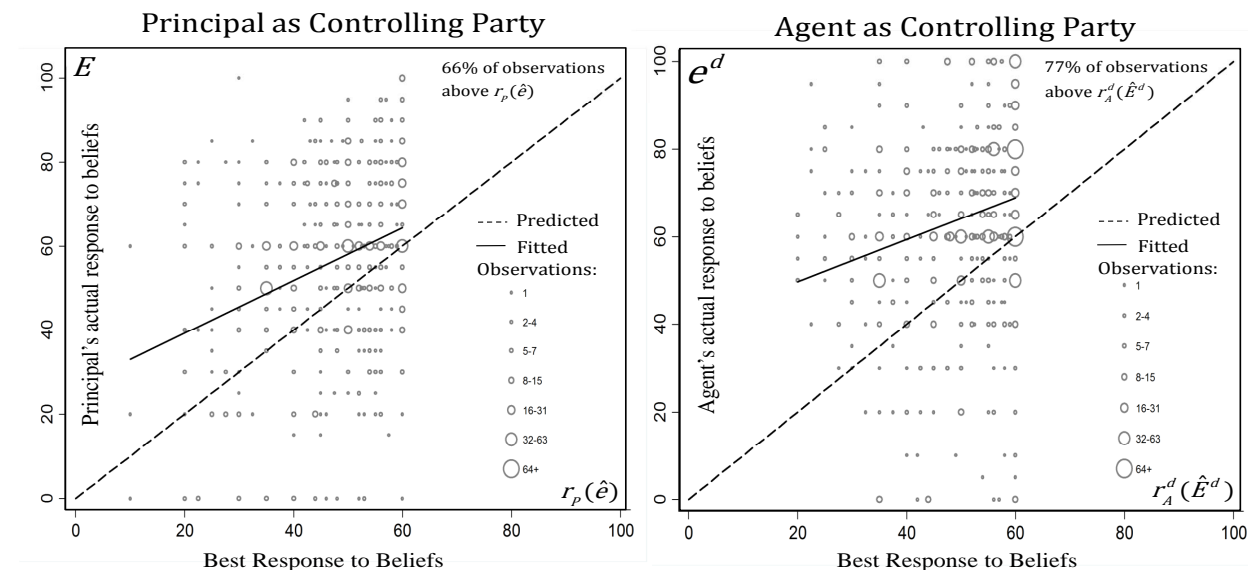 Principal as Controlling Party
E
66% of observations
above r_P(ê)
Principal's actual response to beliefs
100
80
60
40
20
0
Predicted
Fitted
Observations:
1
2-4
5-7
8-15
16-31
32-63
64+
r_P(ê)
0 20 40 60 80 100
Best Response to Beliefs
Agent as Controlling Party
e^d
77% of observations
above r_A^d(Ê^d)
Agent's actual response to beliefs
100
80
60
40
20
0
Predicted
Fitted
Observations:
1
2-4
5-7
8-15
16-31
32-63
64+
r_A^d(Ê^d)
0 20 40 60 80 100
Best Response to Beliefs